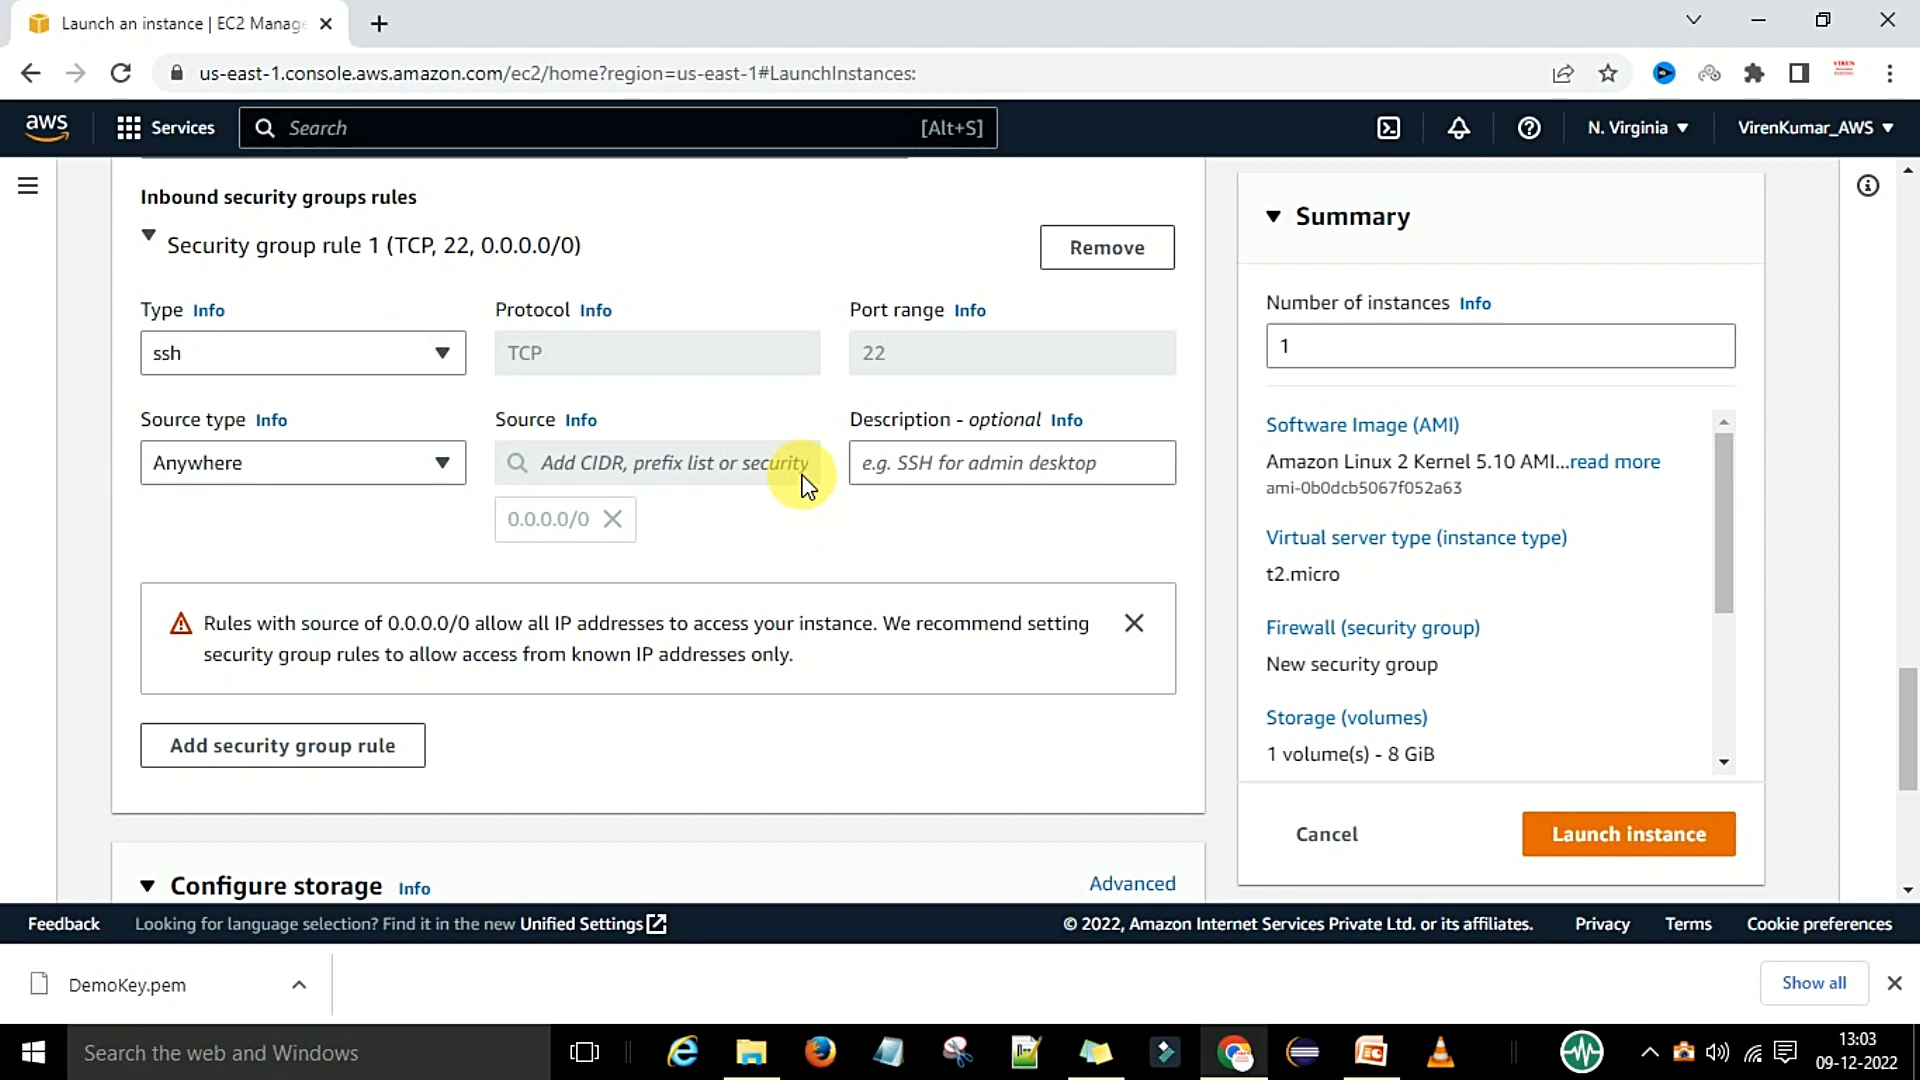 Launch an instance | EC2 Manage
us-east-1.console.aws.amazon.com/ec2/home?region=us-east-1#LaunchInstances:
aws
Services
Search
[Alt+S]
N. Virginia
VirenKumar_AWS
Inbound security groups rules
Security group rule 1 (TCP, 22, 0.0.0.0/0)
Remove
Type Info
Protocol Info
Port range Info
ssh
TCP
22
Source type Info
Source Info
Description - optional Info
Anywhere
Add CIDR, prefix list or security
e.g. SSH for admin desktop
0.0.0.0/0
Rules with source of 0.0.0.0/0 allow all IP addresses to access your instance. We recommend setting
security group rules to allow access from known IP addresses only.
Add security group rule
Configure storage Info
Advanced
Summary
Number of instances Info
1
Software Image (AMI)
Amazon Linux 2 Kernel 5.10 AMI...read more
ami-0b0dcb5067f052a63
Virtual server type (instance type)
t2.micro
Firewall (security group)
New security group
Storage (volumes)
1 volume(s) - 8 GiB
Cancel
Launch instance
Feedback
Looking for language selection? Find it in the new Unified Settings
© 2022, Amazon Internet Services Private Ltd. or its affiliates.
Privacy
Terms
Cookie preferences
DemoKey.pem
Show all
Search the web and Windows
13:03
09-12-2022